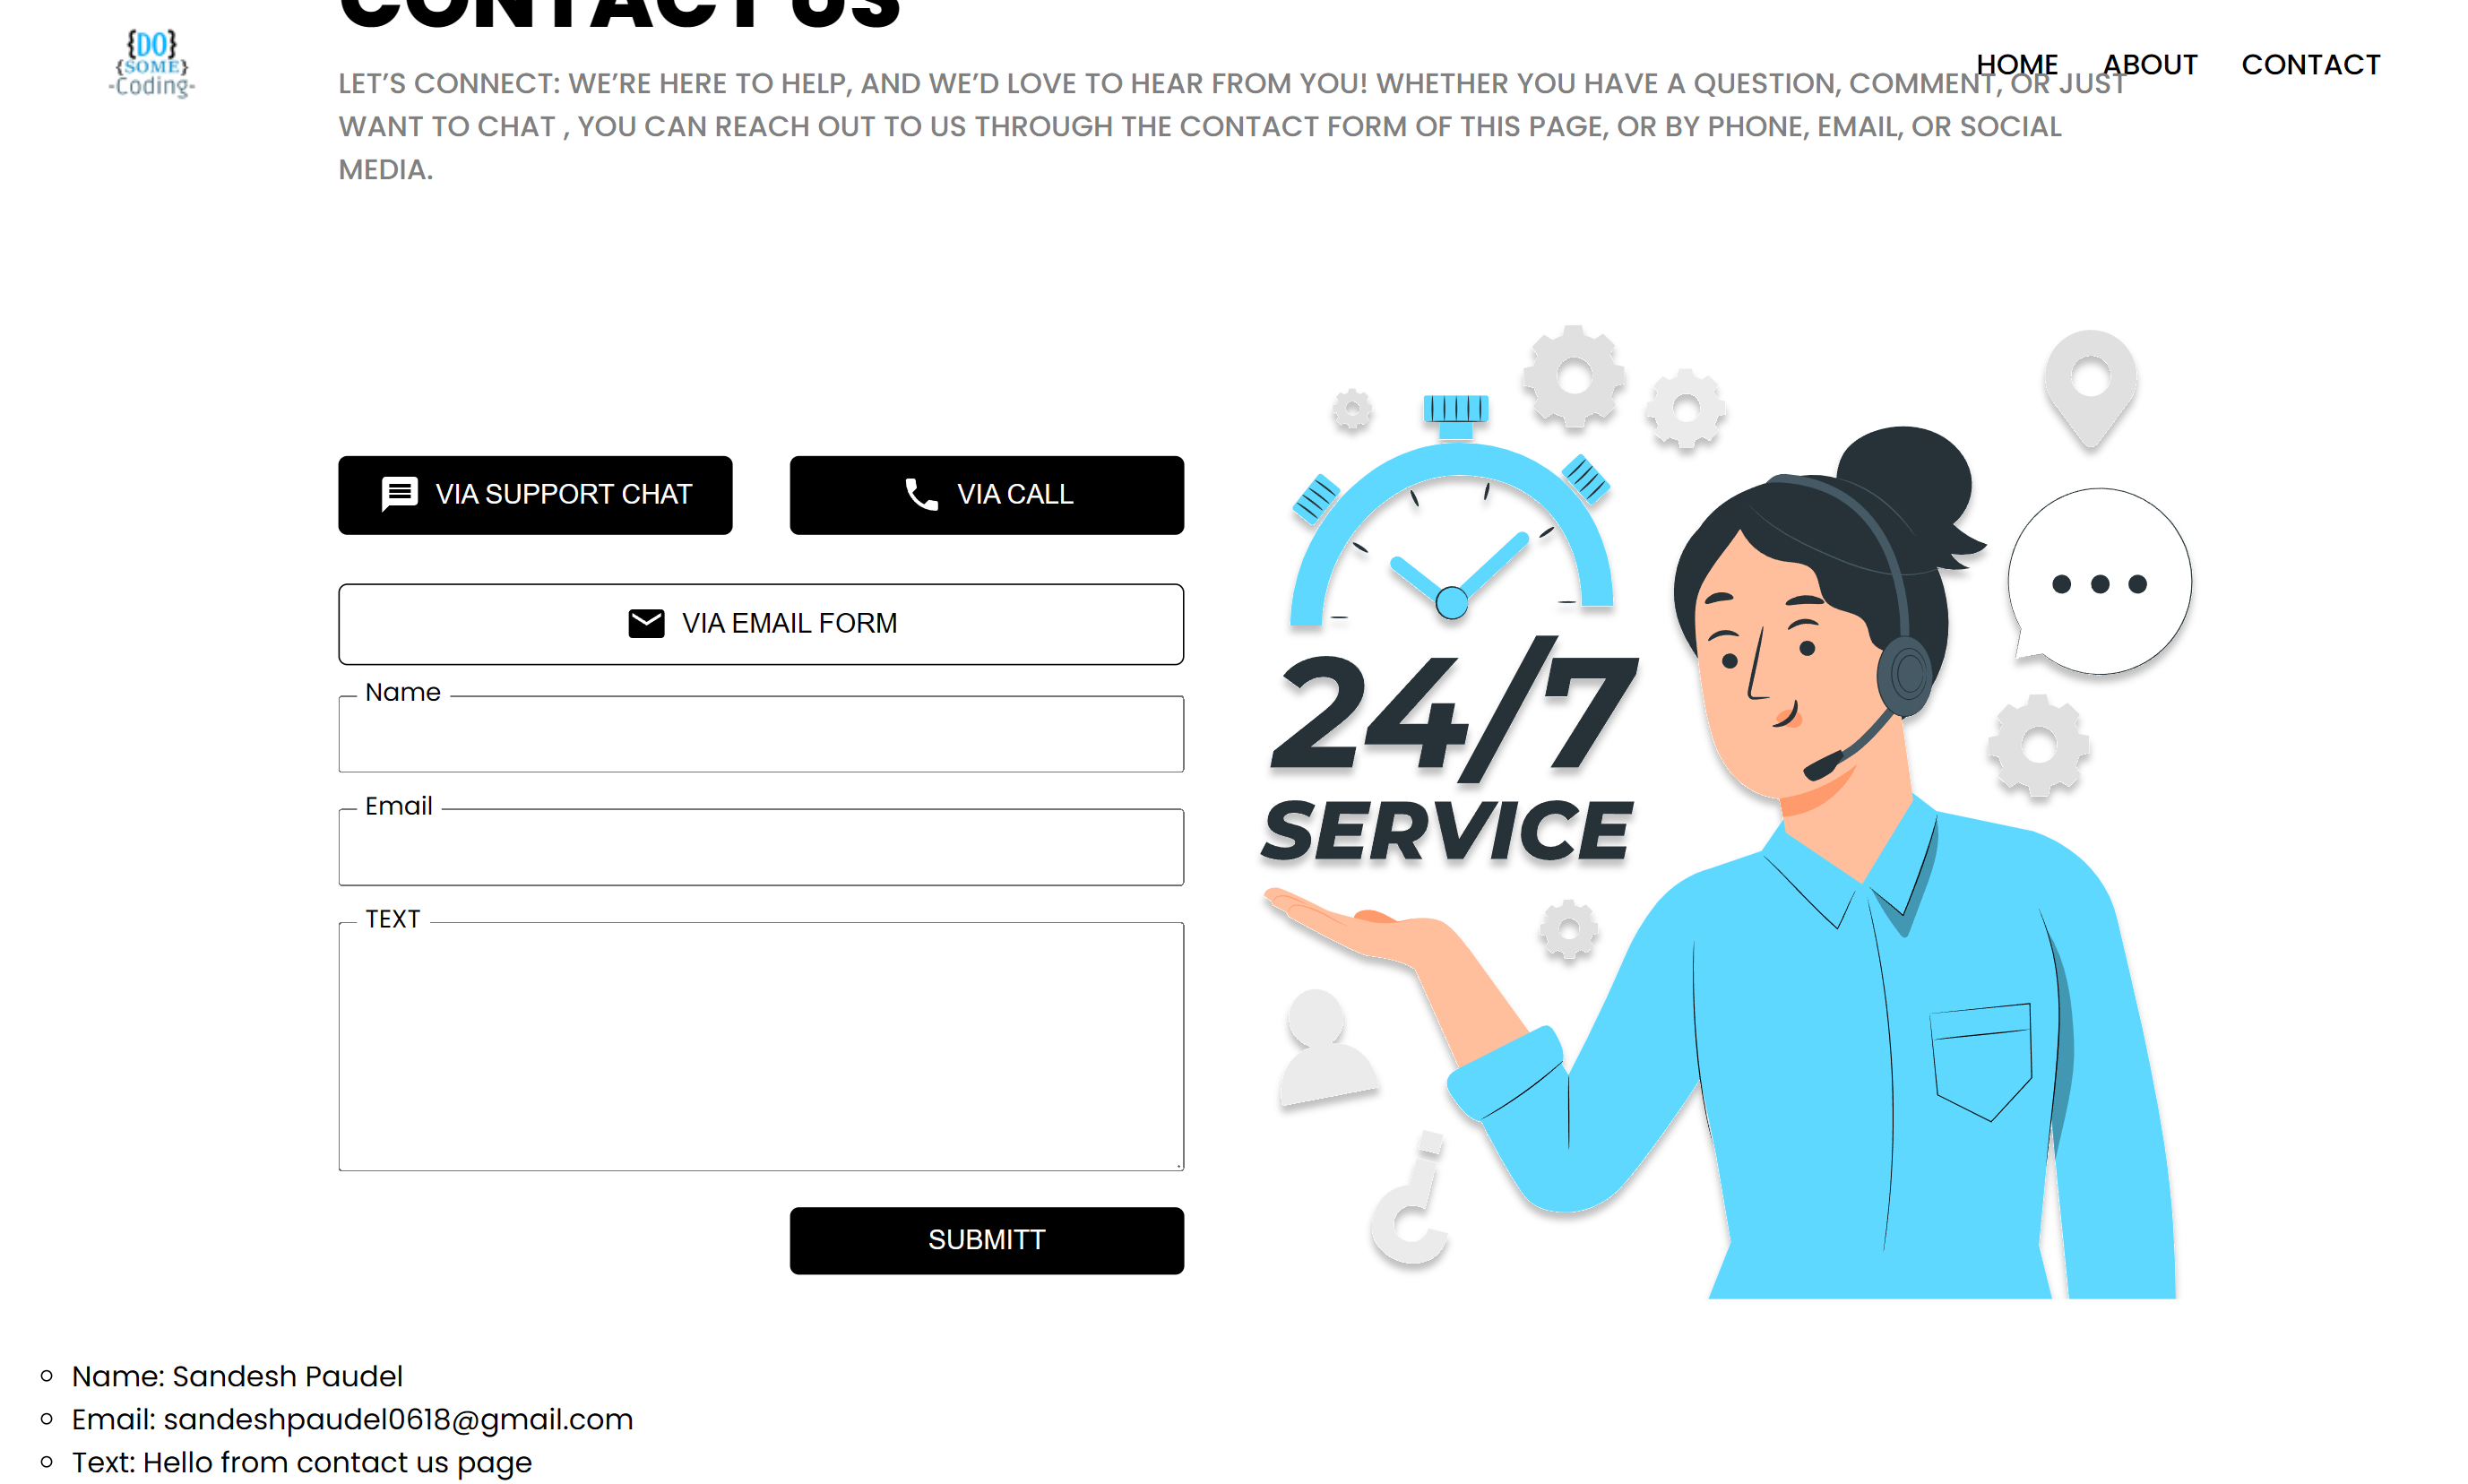 CONTACT US
{DO}
{SOME}
-Coding-
HOME ABOUT CONTACT
LET’S CONNECT: WE’RE HERE TO HELP, AND WE’D LOVE TO HEAR FROM YOU! WHETHER YOU HAVE A QUESTION, COMMENT, OR JUST
WANT TO CHAT , YOU CAN REACH OUT TO US THROUGH THE CONTACT FORM OF THIS PAGE, OR BY PHONE, EMAIL, OR SOCIAL
MEDIA.
VIA SUPPORT CHAT
VIA CALL
VIA EMAIL FORM
Name
Email
TEXT
SUBMITT
24/7
SERVICE
Name: Sandesh Paudel
Email: sandeshpaudel0618@gmail.com
Text: Hello from contact us page